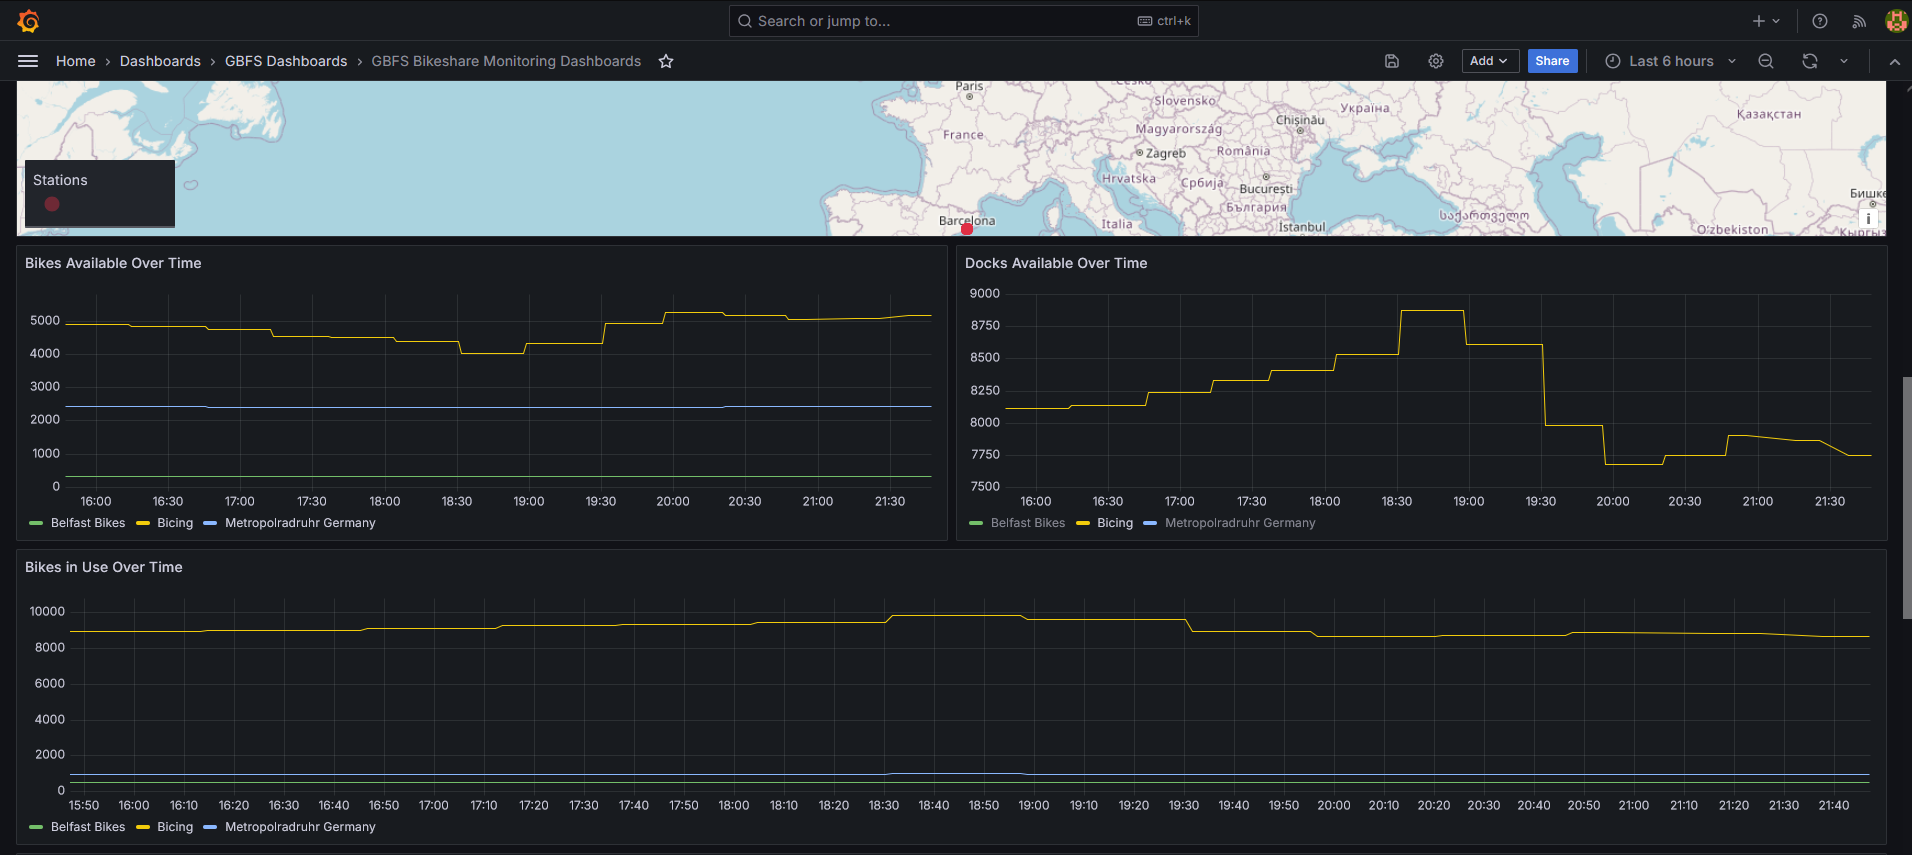 Search or jump to... ctrl+k
Home › Dashboards › GBFS Dashboards › GBFS Bikeshare Monitoring Dashboards
Add Share Last 6 hours
Paris
Slovensko
Україна
Қазақстан
Chișinău
France
Magyarország
Zagreb
România
Hrvatska
Србија
București
Бишке
България
Barcelona
Italia
İstanbul
საქართველო
Oʻzbekiston
Stations
i
Bikes Available Over Time
5000
4000
3000
2000
1000
0
16:00 16:30 17:00 17:30 18:00 18:30 19:00 19:30 20:00 20:30 21:00 21:30
Belfast Bikes Bicing Metropolradruhr Germany
Docks Available Over Time
9000
8750
8500
8250
8000
7750
7500
16:00 16:30 17:00 17:30 18:00 18:30 19:00 19:30 20:00 20:30 21:00 21:30
Belfast Bikes Bicing Metropolradruhr Germany
Bikes in Use Over Time
10000
8000
6000
4000
2000
0
15:50 16:00 16:10 16:20 16:30 16:40 16:50 17:00 17:10 17:20 17:30 17:40 17:50 18:00 18:10 18:20 18:30 18:40 18:50 19:00 19:10 19:20 19:30 19:40 19:50 20:00 20:10 20:20 20:30 20:40 20:50 21:00 21:10 21:20 21:30 21:40
Belfast Bikes Bicing Metropolradruhr Germany